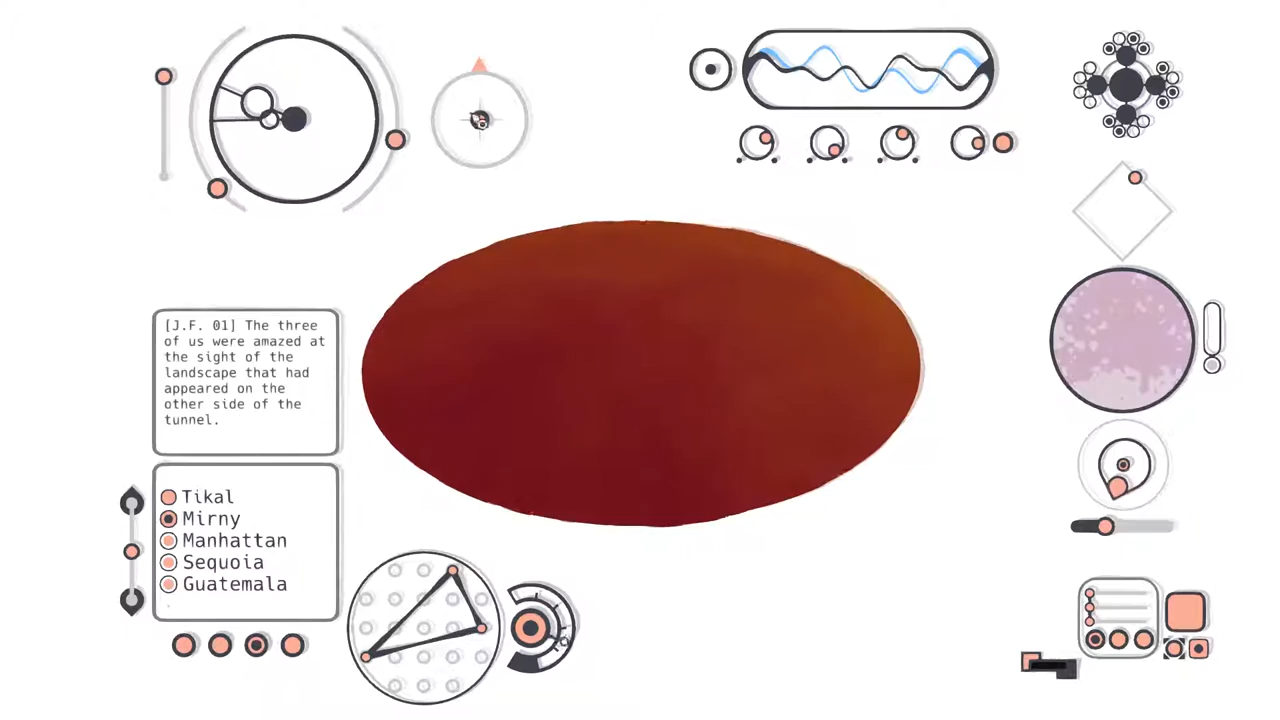 [J.F. 01] The three
of us were amazed at
the sight of the
landscape that had
appeared on the
other side of the
tunnel.
Tikal
Mirny
Manhattan
Sequoia
Guatemala